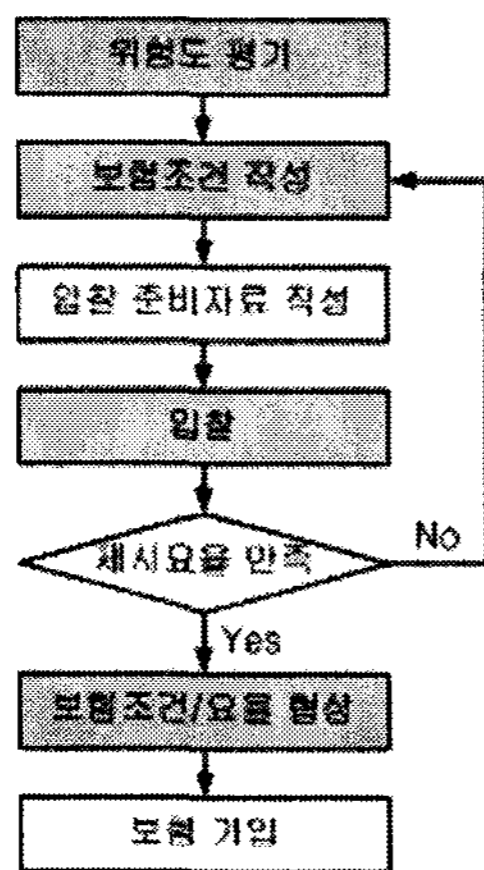 위험도 평가
보험조건 작성
입찰 준비자료 작성
입찰
제시요율 만족
No
Yes
보험조건/요율 협상
보험 가입